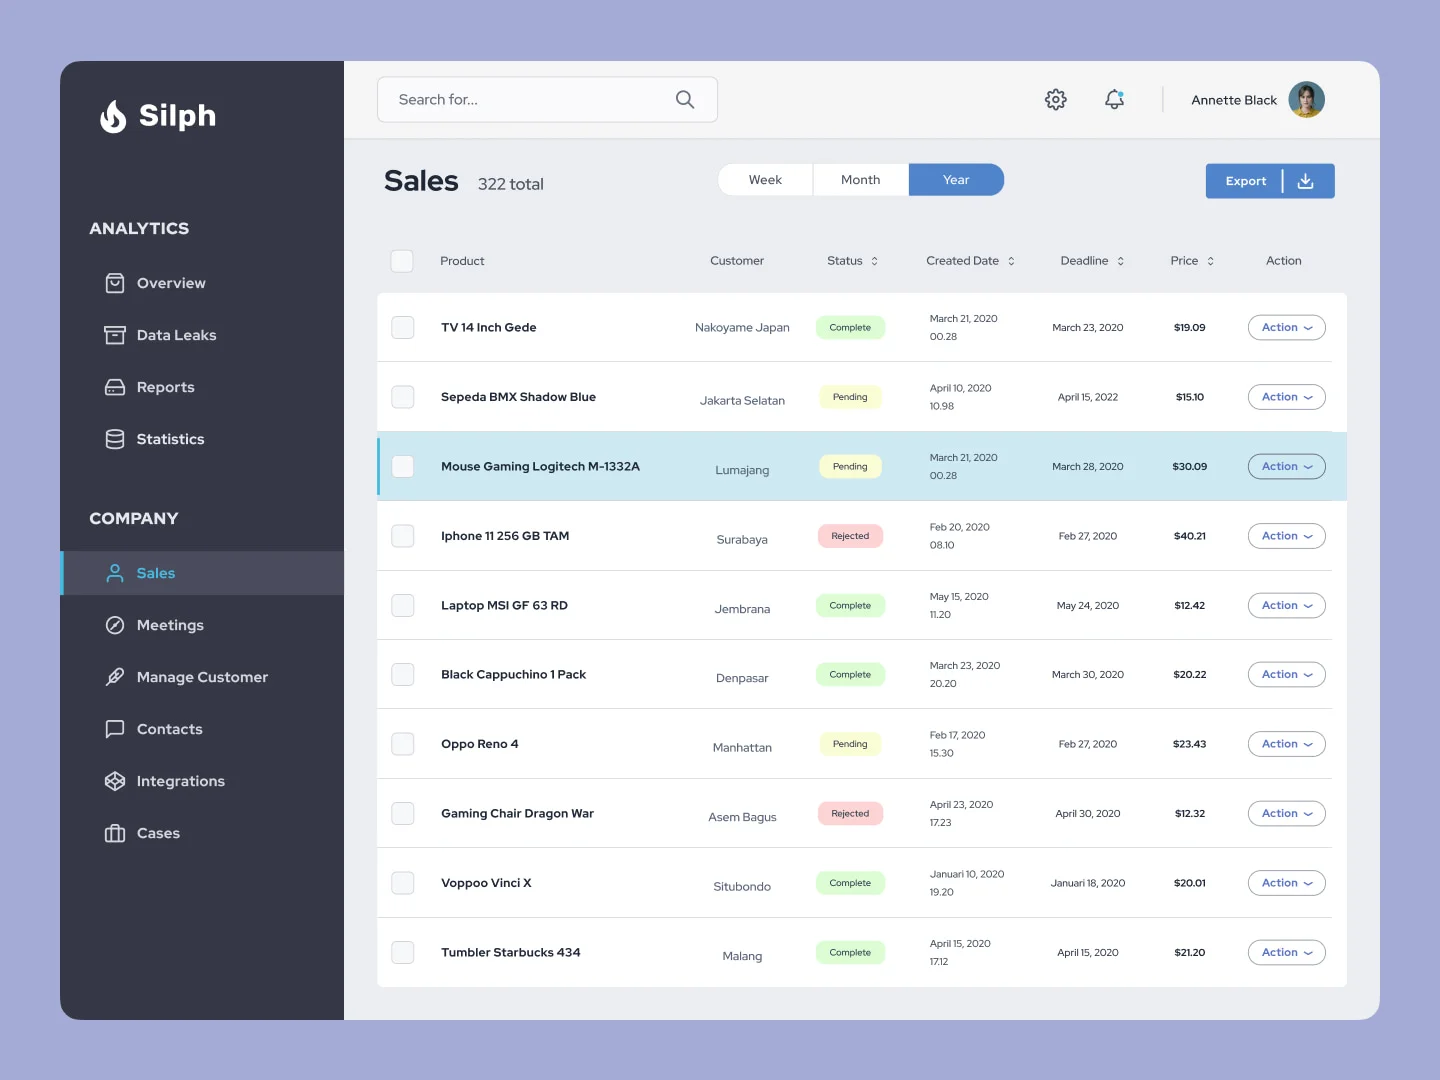 Silph
Search for...
Annette Black
ANALYTICS
Overview
Data Leaks
Reports
Statistics
COMPANY
Sales
Meetings
Manage Customer
Contacts
Integrations
Cases
Sales 322 total
Week Month Year
Export
Product Customer Status Created Date Deadline Price Action
TV 14 Inch Gede Nakoyame Japan Complete March 21, 2020 March 23, 2020 $19.09 Action
00.28
Sepeda BMX Shadow Blue Jakarta Selatan Pending April 10, 2020 April 15, 2022 $15.10 Action
10.98
Mouse Gaming Logitech M-1332A Lumajang Pending March 21, 2020 March 28, 2020 $30.09 Action
00.28
Iphone 11 256 GB TAM Surabaya Rejected Feb 20, 2020 Feb 27, 2020 $40.21 Action
08.10
Laptop MSI GF 63 RD Jembrana Complete May 15, 2020 May 24, 2020 $12.42 Action
11.20
Black Cappuchino 1 Pack Denpasar Complete March 23, 2020 March 30, 2020 $20.22 Action
20.20
Oppo Reno 4 Manhattan Pending Feb 17, 2020 Feb 27, 2020 $23.43 Action
15.30
Gaming Chair Dragon War Asem Bagus Rejected April 23, 2020 April 30, 2020 $12.32 Action
17.23
Voppoo Vinci X Situbondo Complete Januari 10, 2020 Januari 18, 2020 $20.01 Action
19.20
Tumbler Starbucks 434 Malang Complete April 15, 2020 April 15, 2020 $21.20 Action
17.12